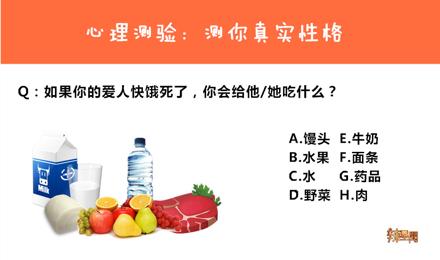 心理测验：测你真实性格
Q：如果你的爱人快饿死了，你会给他/她吃什么？
A.馒头 E.牛奶
B.水果 F.面条
C.水 G.药品
D.野菜 H.肉